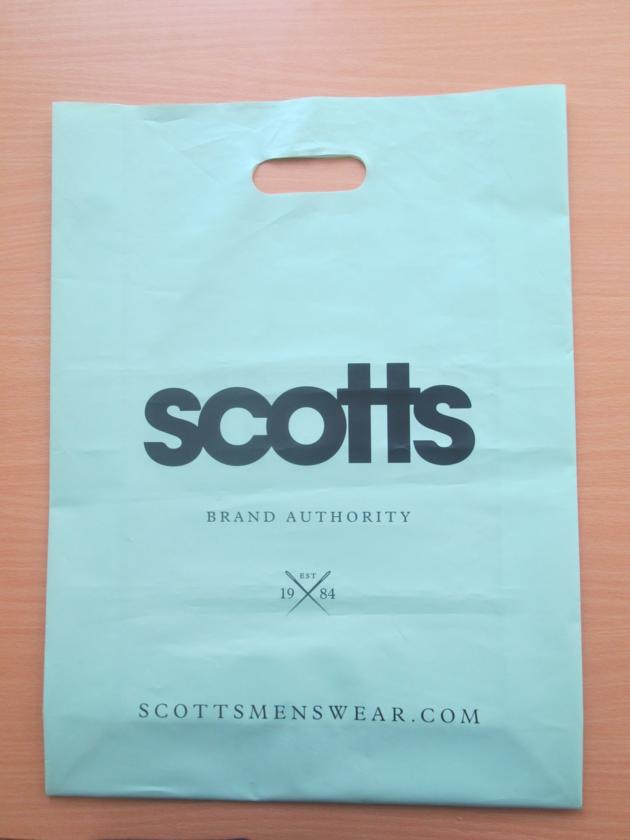 scotts
BRAND AUTHORITY
EST
19 84
SCOTTSMENSWEAR.COM